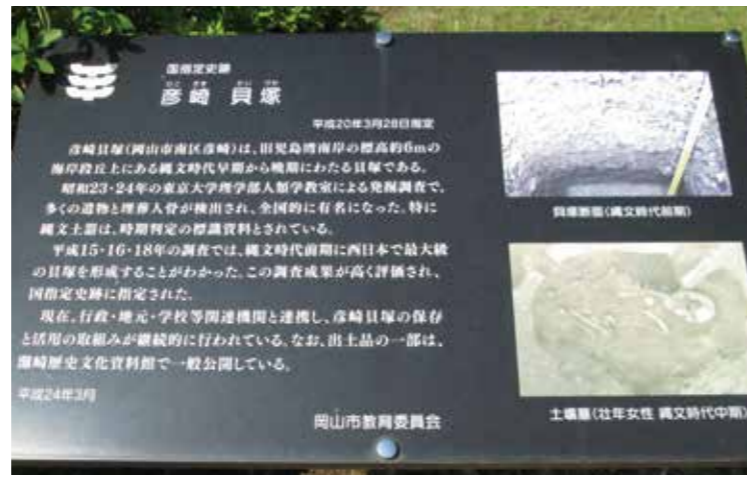 国指定史跡
ひこ ざき かい づか
彦崎 貝塚
平成20年3月28日指定
彦崎貝塚(岡山市南区彦崎)は、旧児島湾南岸の標高約6mの
海岸段丘上にある縄文時代早期から晩期にわたる貝塚である。
昭和23・24年の東京大学理学部人類学教室による発掘調査で、
多くの遺物と埋葬人骨が検出され、全国的に有名になった。特に
縄文土器は、時期判定の標識資料とされている。
平成15・16・18年の調査では、縄文時代前期に西日本で最大級
の貝塚を形成することがわかった。この調査成果が高く評価され、
国指定史跡に指定された。
現在、行政・地元・学校等関連機関と連携し、彦崎貝塚の保存
と活用の取組みが継続的に行われている。なお、出土品の一部は、
灘崎歴史文化資料館で一般公開している。
平成24年3月
岡山市教育委員会
貝塚断面(縄文時代前期)
土壙墓(壮年女性 縄文時代中期)